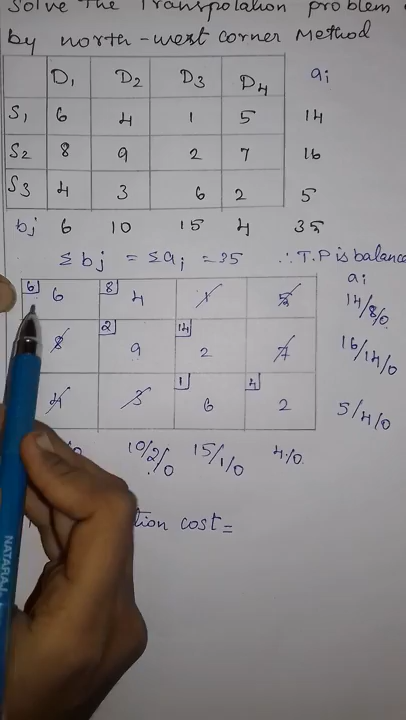 Solve the Transpotation problem
by north-west corner Method
D1 D2 D3 D4 ai
S1 6 4 1 5 14
S2 8 9 2 7 16
S3 4 3 6 2 5
bj 6 10 15 4 35
Σbj = Σai = 35 ∴ T.P is balance
ai
6 6 8 4 1 5 14/8/0
8 2 9 14 2 7 16/14/0
4 3 1 6 4 2 5/4/0
/0 10/2/0 15/1/0 4/0
tion cost=
NATARAJ